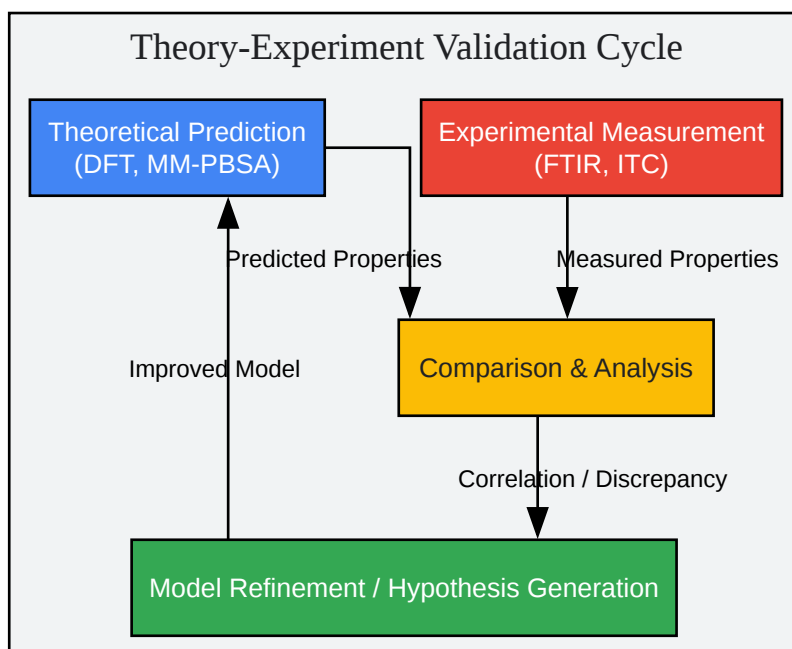 Theory-Experiment Validation Cycle
Theoretical Prediction
(DFT, MM-PBSA)
Experimental Measurement
(FTIR, ITC)
Predicted Properties
Measured Properties
Improved Model
Comparison & Analysis
Correlation / Discrepancy
Model Refinement / Hypothesis Generation